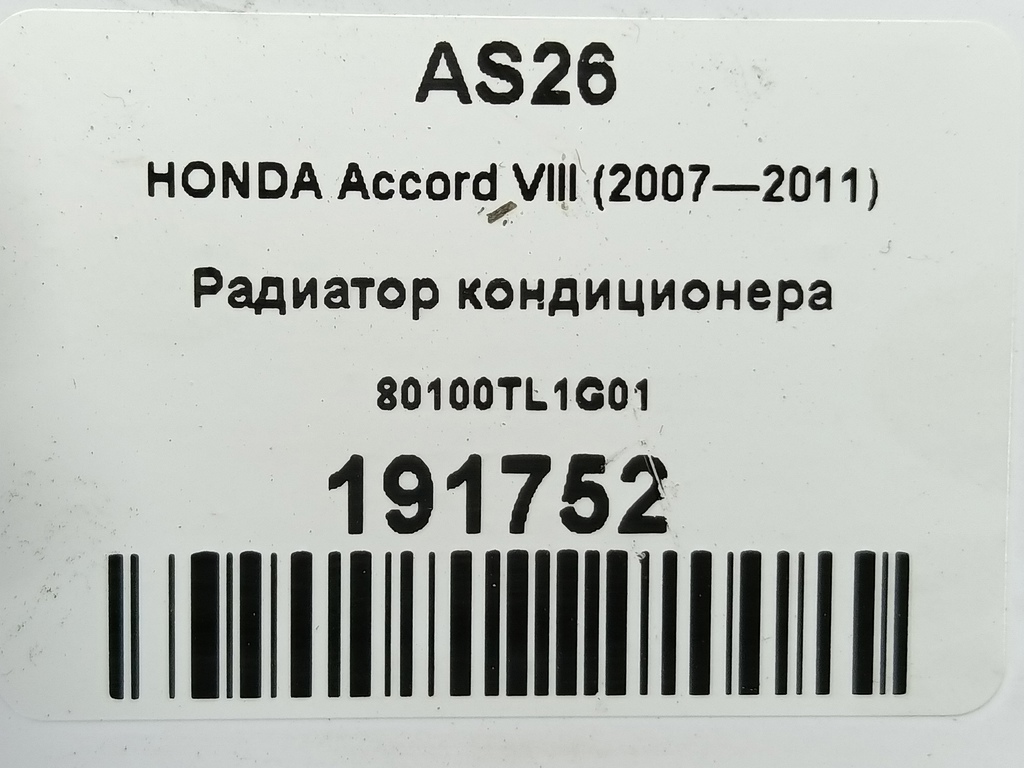 AS26
HONDA Accord VIII (2007—2011)
Радиатор кондиционера
80100TL1G01
191752